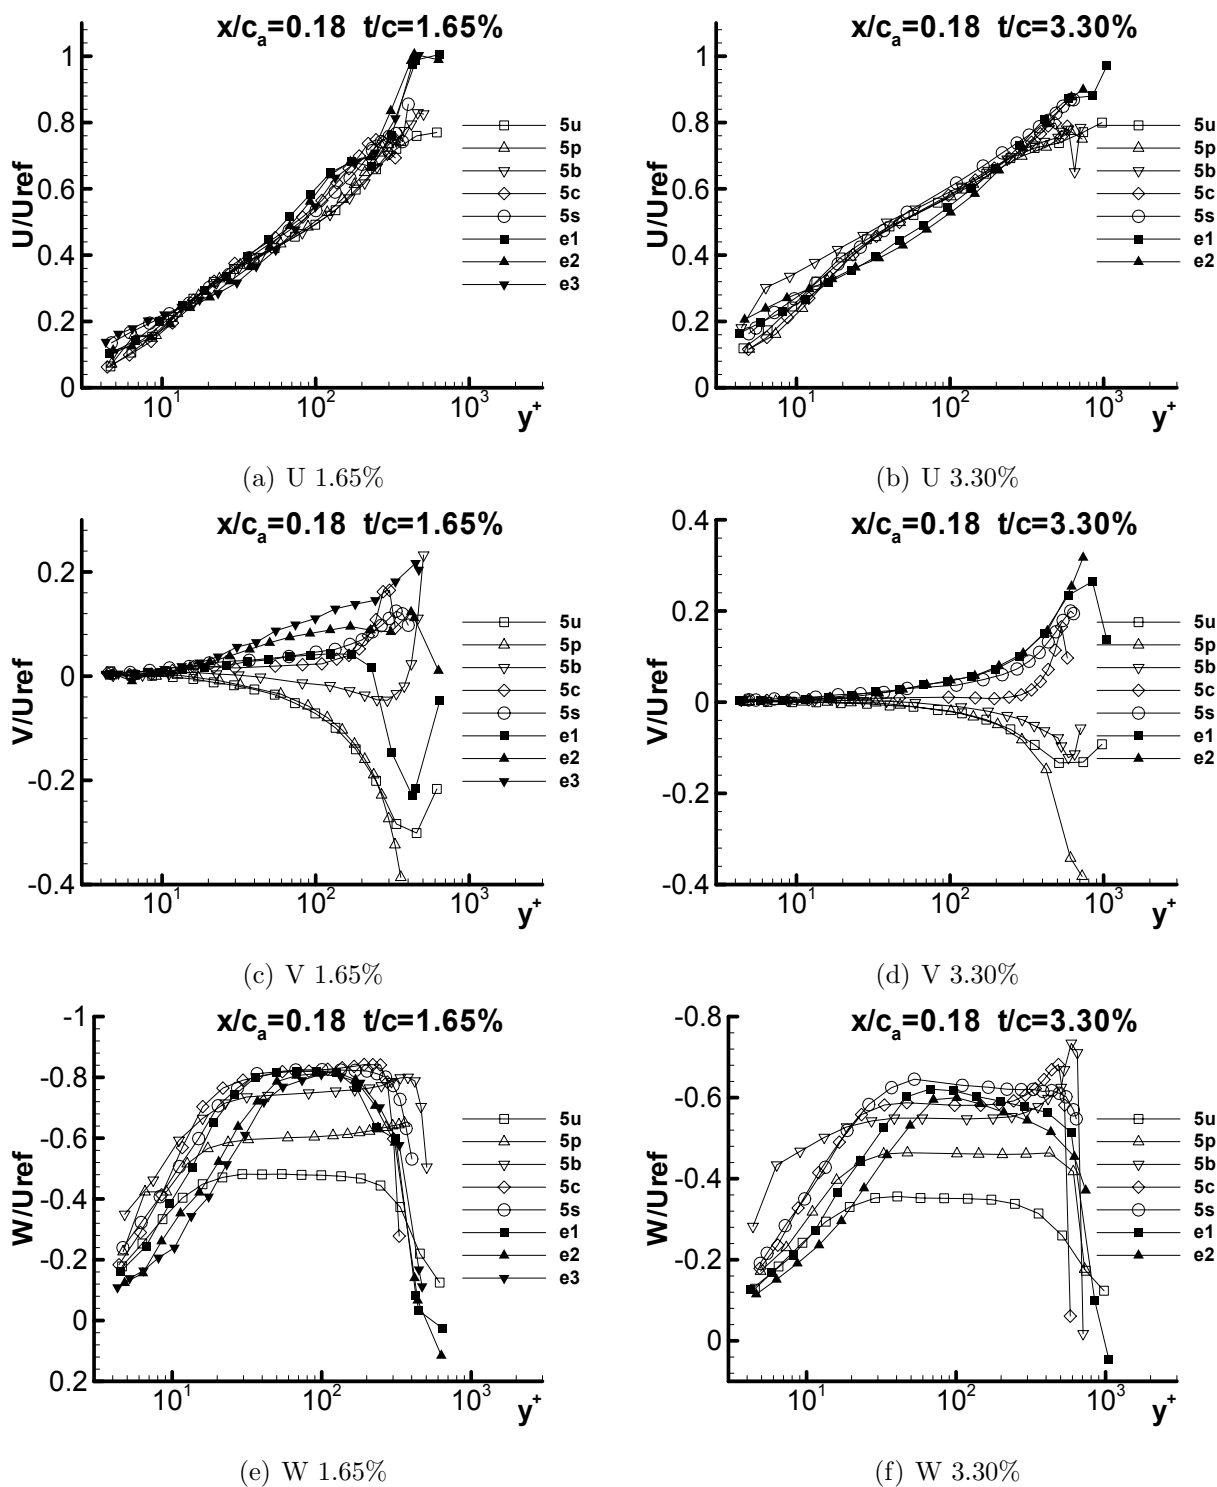 x/ca=0.18 t/c=1.65%
U/Uref
1
0.8
0.6
0.4
0.2
0
10^1
10^2
10^3
y+
5u
5p
5b
5c
5s
e1
e2
e3
(a) U 1.65%
x/ca=0.18 t/c=3.30%
U/Uref
1
0.8
0.6
0.4
0.2
0
10^1
10^2
10^3
y+
5u
5p
5b
5c
5s
e1
e2
(b) U 3.30%
x/ca=0.18 t/c=1.65%
V/Uref
0.2
0
-0.2
-0.4
10^1
10^2
10^3
y+
5u
5p
5b
5c
5s
e1
e2
e3
(c) V 1.65%
x/ca=0.18 t/c=3.30%
V/Uref
0.4
0.2
0
-0.2
-0.4
10^1
10^2
10^3
y+
5u
5p
5b
5c
5s
e1
e2
(d) V 3.30%
x/ca=0.18 t/c=1.65%
W/Uref
-1
-0.8
-0.6
-0.4
-0.2
0
0.2
10^1
10^2
10^3
y+
5u
5p
5b
5c
5s
e1
e2
e3
(e) W 1.65%
x/ca=0.18 t/c=3.30%
W/Uref
-0.8
-0.6
-0.4
-0.2
0
10^1
10^2
10^3
y+
5u
5p
5b
5c
5s
e1
e2
(f) W 3.30%